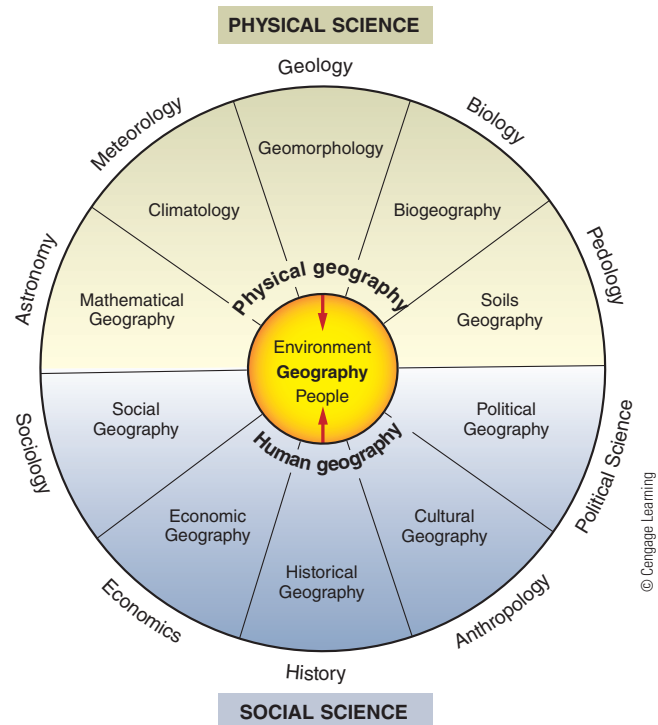 PHYSICAL SCIENCE
Geology
Meteorology
Biology
Geomorphology
Climatology
Biogeography
Astronomy
Pedology
Physical geography
Mathematical
Geography
Soils
Geography
Environment
Geography
People
Social
Geography
Political
Geography
Human geography
Sociology
Political Science
Economic
Geography
Cultural
Geography
Historical
Geography
Economics
Anthropology
History
SOCIAL SCIENCE
© Cengage Learning